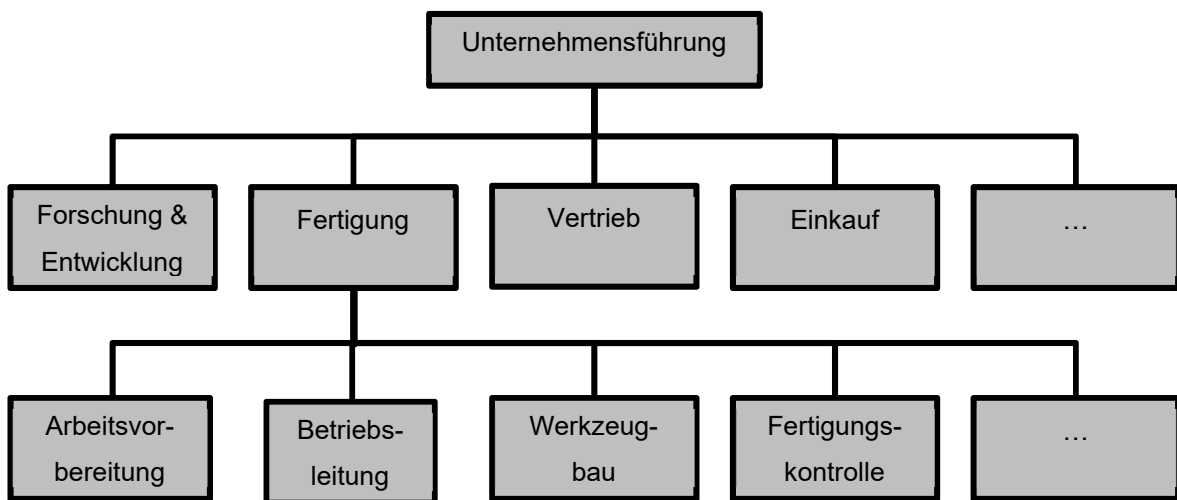 Unternehmensführung
Forschung &
Entwicklung
Fertigung
Vertrieb
Einkauf
…
Arbeitsvor-
bereitung
Betriebs-
leitung
Werkzeug-
bau
Fertigungs-
kontrolle
…